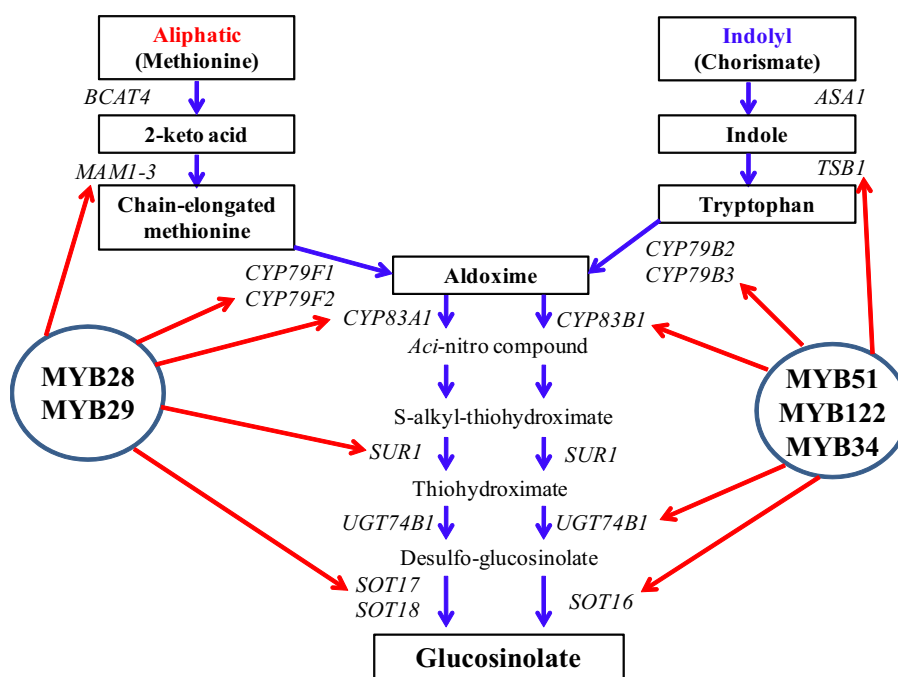 Aliphatic
(Methionine)
Indolyl
(Chorismate)
BCAT4
ASA1
2-keto acid
Indole
MAM1-3
TSB1
Chain-elongated
methionine
Tryptophan
CYP79F1
CYP79F2
Aldoxime
CYP79B2
CYP79B3
CYP83A1
CYP83B1
Aci-nitro compound
MYB28
MYB29
MYB51
MYB122
MYB34
S-alkyl-thiohydroximate
SUR1
SUR1
Thiohydroximate
UGT74B1
UGT74B1
Desulfo-glucosinolate
SOT17
SOT18
SOT16
Glucosinolate